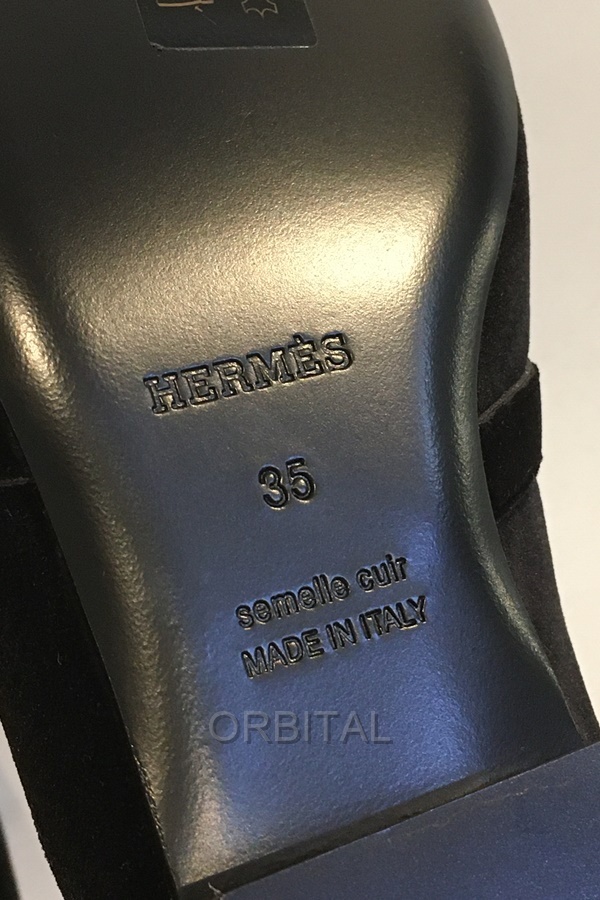 HERMÈS
35
semelle cuir
MADE IN ITALY
ORBITAL